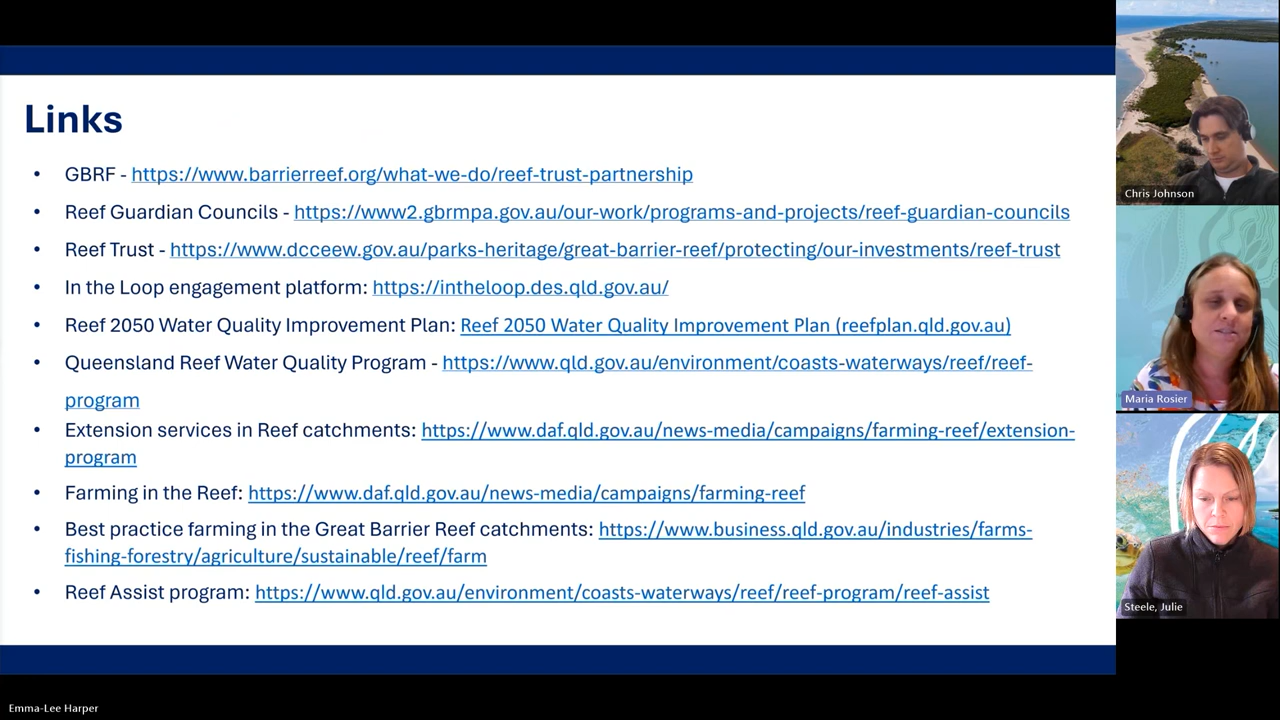 Links
• GBRF - https://www.barrierreef.org/what-we-do/reef-trust-partnership
• Reef Guardian Councils - https://www2.gbrmpa.gov.au/our-work/programs-and-projects/reef-guardian-councils
• Reef Trust - https://www.dcceew.gov.au/parks-heritage/great-barrier-reef/protecting/our-investments/reef-trust
• In the Loop engagement platform: https://intheloop.des.qld.gov.au/
• Reef 2050 Water Quality Improvement Plan: Reef 2050 Water Quality Improvement Plan (reefplan.qld.gov.au)
• Queensland Reef Water Quality Program - https://www.qld.gov.au/environment/coasts-waterways/reef/reef-
program
• Extension services in Reef catchments: https://www.daf.qld.gov.au/news-media/campaigns/farming-reef/extension-
program
• Farming in the Reef: https://www.daf.qld.gov.au/news-media/campaigns/farming-reef
• Best practice farming in the Great Barrier Reef catchments: https://www.business.qld.gov.au/industries/farms-
fishing-forestry/agriculture/sustainable/reef/farm
• Reef Assist program: https://www.qld.gov.au/environment/coasts-waterways/reef/reef-program/reef-assist
Chris Johnson
Maria Rosier
Steele, Julie
Emma-Lee Harper